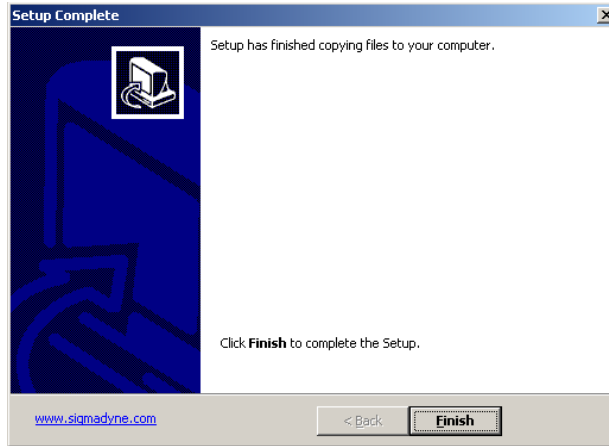 Setup Complete
Setup has finished copying files to your computer.
Click Finish to complete the Setup.
www.sigmadyne.com
< Back
Finish